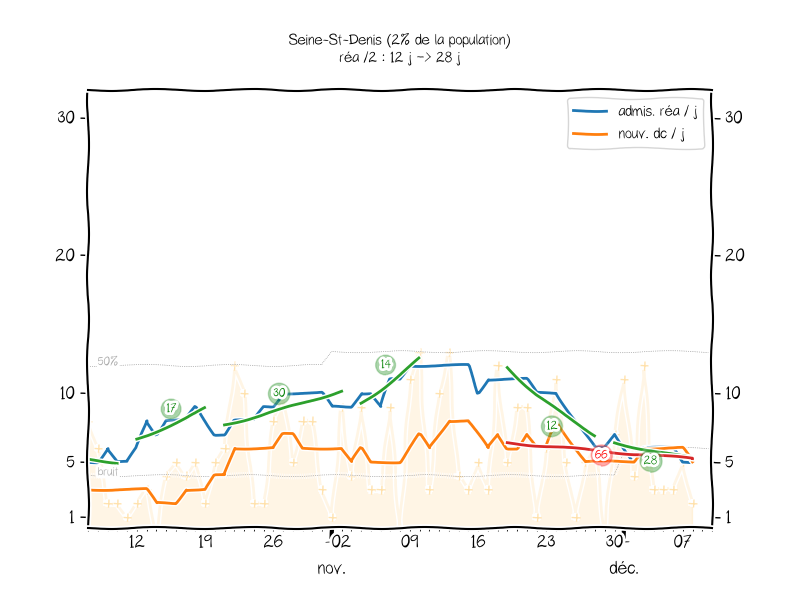 Seine-St-Denis (2% de la population)
réa /2 : 12 j -> 28 j
admis. réa / j
nouv. dc / j
30
30
20
20
50%
14
30
17
10
10
12
66
28
5
5
bruit
1
1
12 19 26 02 09 16 23 30 07
nov. déc.